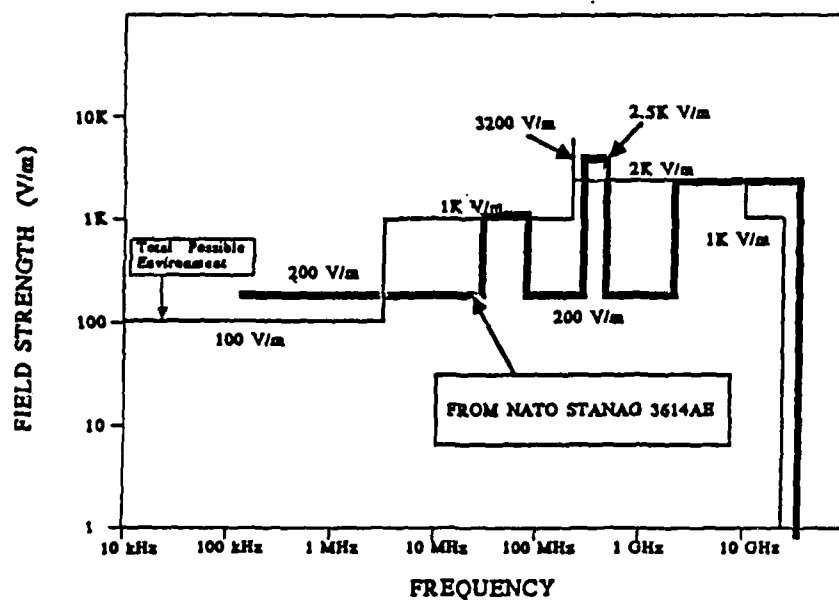 FIELD STRENGTH (V/m)
10K
1K
100
10
1
3200 V/m
2.5K V/m
2K V/m
1K V/m
1K V/m
Total Possible
Environment
200 V/m
100 V/m
200 V/m
FROM NATO STANAG 3614AE
10 kHz 100 kHz 1 MHz 10 MHz 100 MHz 1 GHz 10 GHz
FREQUENCY